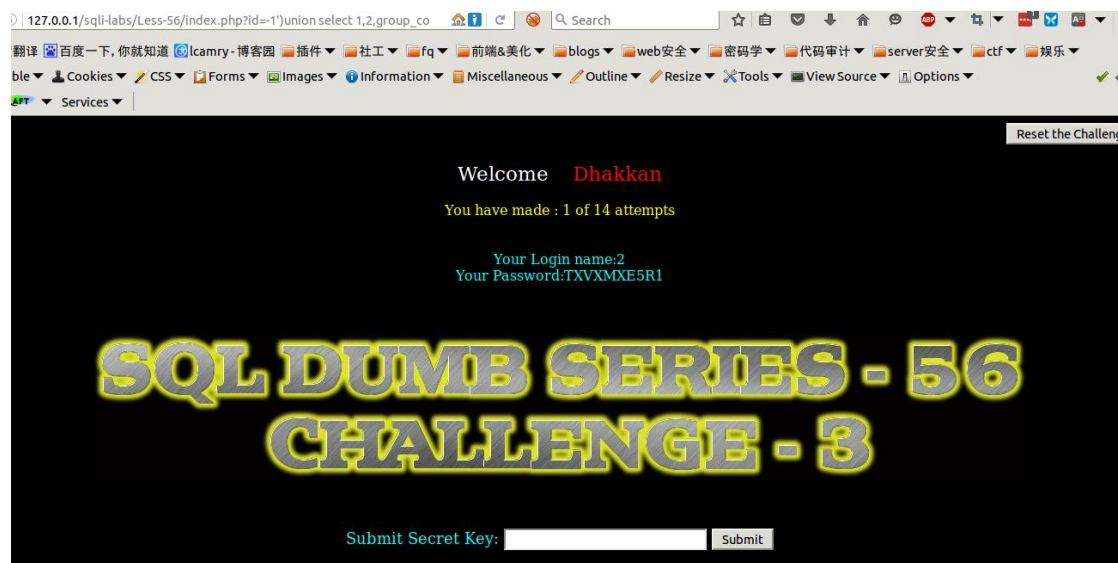 127.0.0.1/sqli-labs/Less-56/index.php?id=-1')union select 1,2,group_co Search
翻译 百度一下,你就知道 lcamry-博客园 插件 社工 fq 前端&美化 blogs web安全 密码学 代码审计 server安全 ctf 娱乐
ble Cookies CSS Forms Images Information Miscellaneous Outline Resize Tools View Source Options
Services
Reset the Challeng
Welcome Dhakkan
You have made : 1 of 14 attempts
Your Login name:2
Your Password:TXVXMXE5R1
SQL DUMB SERIES - 56
CHALLENGE - 3
Submit Secret Key: Submit